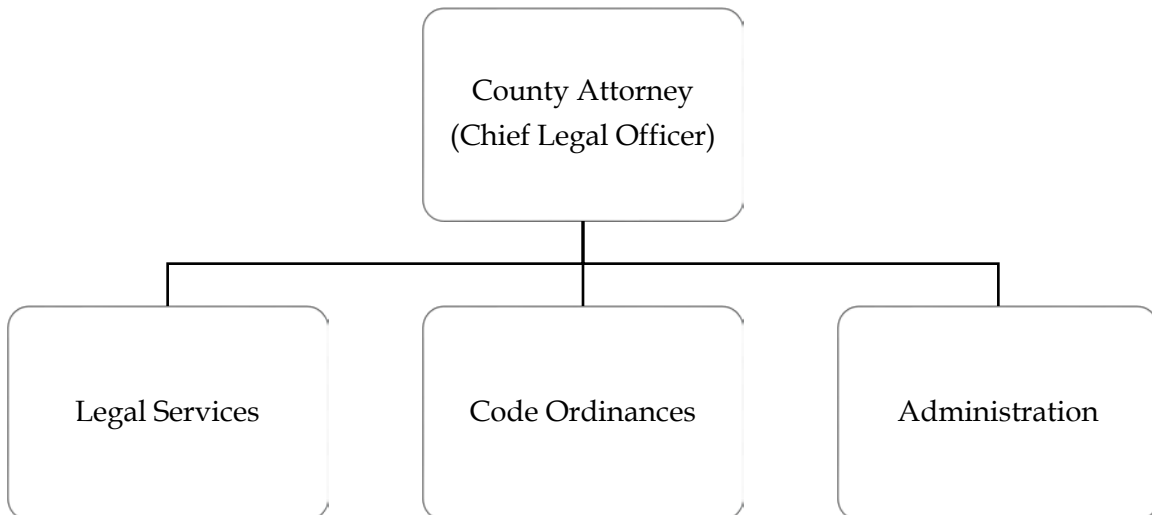 County Attorney
(Chief Legal Officer)
Legal Services
Code Ordinances
Administration